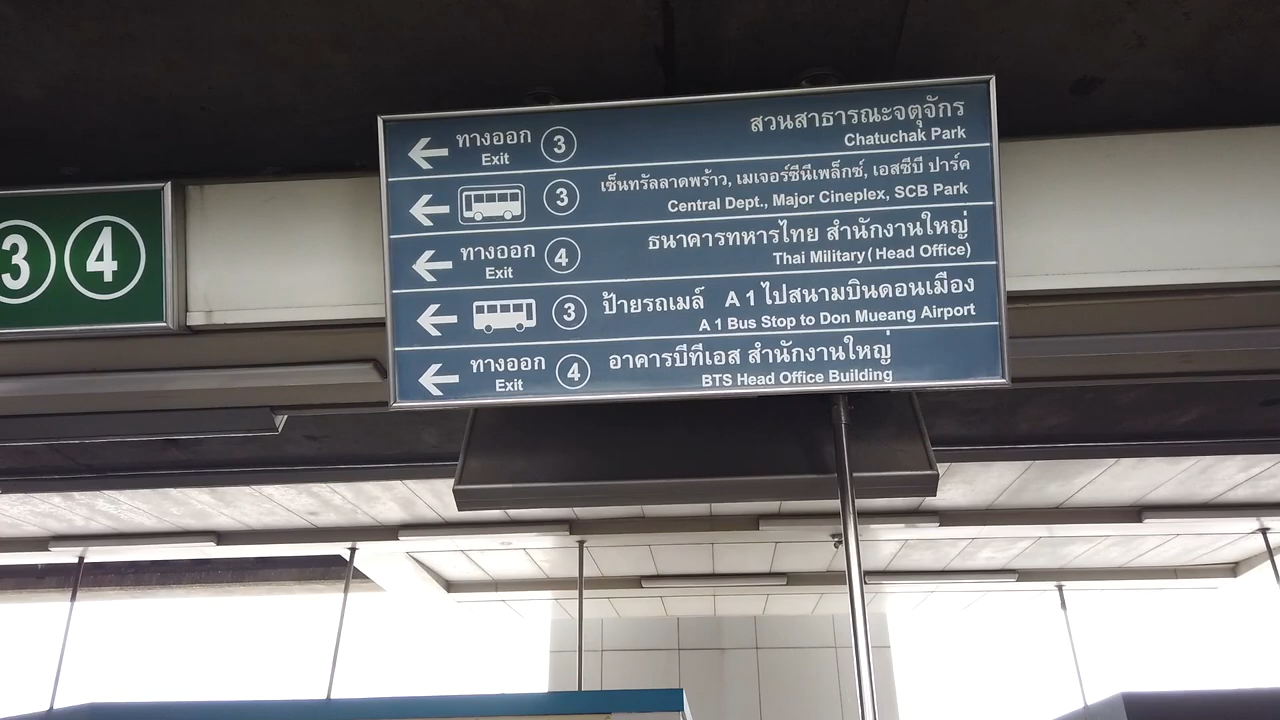 3 4
ทางออก 3 สวนสาธารณะจตุจักร
Exit Chatuchak Park
3 เซ็นทรัลลาดพร้าว, เมเจอร์ซีนีเพล็กซ์, เอสซีบี ปาร์ค
Central Dept., Major Cineplex, SCB Park
ทางออก 4 ธนาคารทหารไทย สำนักงานใหญ่
Exit Thai Military (Head Office)
3 ป้ายรถเมล์ A 1 ไปสนามบินดอนเมือง
A 1 Bus Stop to Don Mueang Airport
ทางออก 4 อาคารบีทีเอส สำนักงานใหญ่
Exit BTS Head Office Building